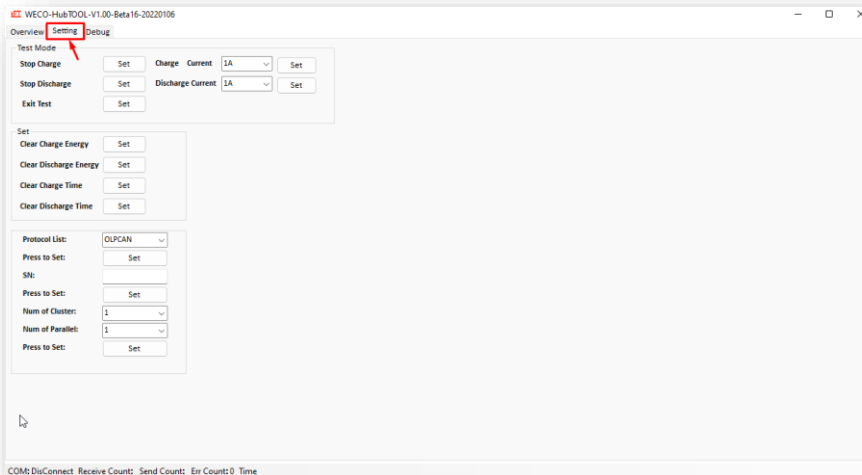 WECO-HubTOOL-V1.00-Beta16-20220106
Overview Setting Debug
Test Mode
Stop Charge Set Charge Current 1A Set
Stop Discharge Set Discharge Current 1A Set
Exit Test Set
Set
Clear Charge Energy Set
Clear Discharge Energy Set
Clear Charge Time Set
Clear Discharge Time Set
Protocol List: OLPCAN
Press to Set: Set
SN:
Press to Set: Set
Num of Cluster: 1
Num of Parallel: 1
Press to Set: Set
COM: DisConnect Receive Count: Send Count: Err Count: 0 Time